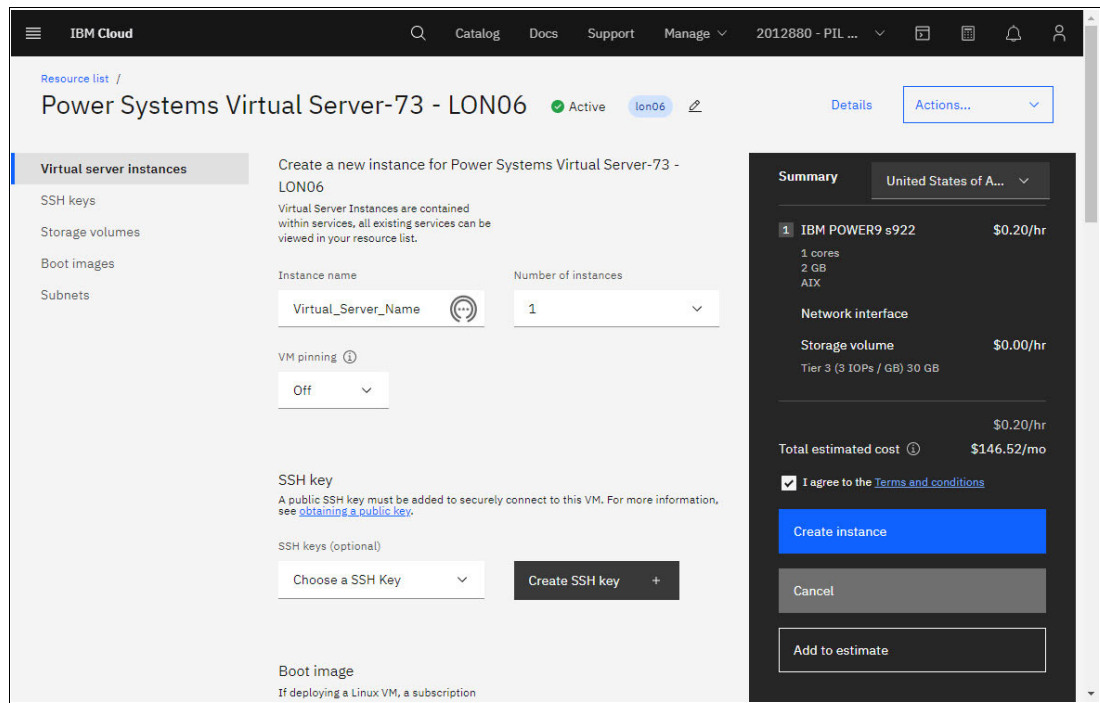 IBM Cloud
Catalog
Docs
Support
Manage
2012880 - PIL ...
Resource list /
Power Systems Virtual Server-73 - LON06
Active
lon06
Details
Actions...
Virtual server instances
SSH keys
Storage volumes
Boot images
Subnets
Create a new instance for Power Systems Virtual Server-73 -
LON06
Virtual Server Instances are contained
within services, all existing services can be
viewed in your resource list.
Instance name
Number of instances
Virtual_Server_Name
1
VM pinning
Off
SSH key
A public SSH key must be added to securely connect to this VM. For more information,
see obtaining a public key.
SSH keys (optional)
Choose a SSH Key
Create SSH key +
Boot image
If deploying a Linux VM, a subscription
Summary
United States of A...
1 IBM POWER9 s922 $0.20/hr
1 cores
2 GB
AIX
Network interface
Storage volume $0.00/hr
Tier 3 (3 IOPs / GB) 30 GB
$0.20/hr
Total estimated cost $146.52/mo
I agree to the Terms and conditions
Create instance
Cancel
Add to estimate